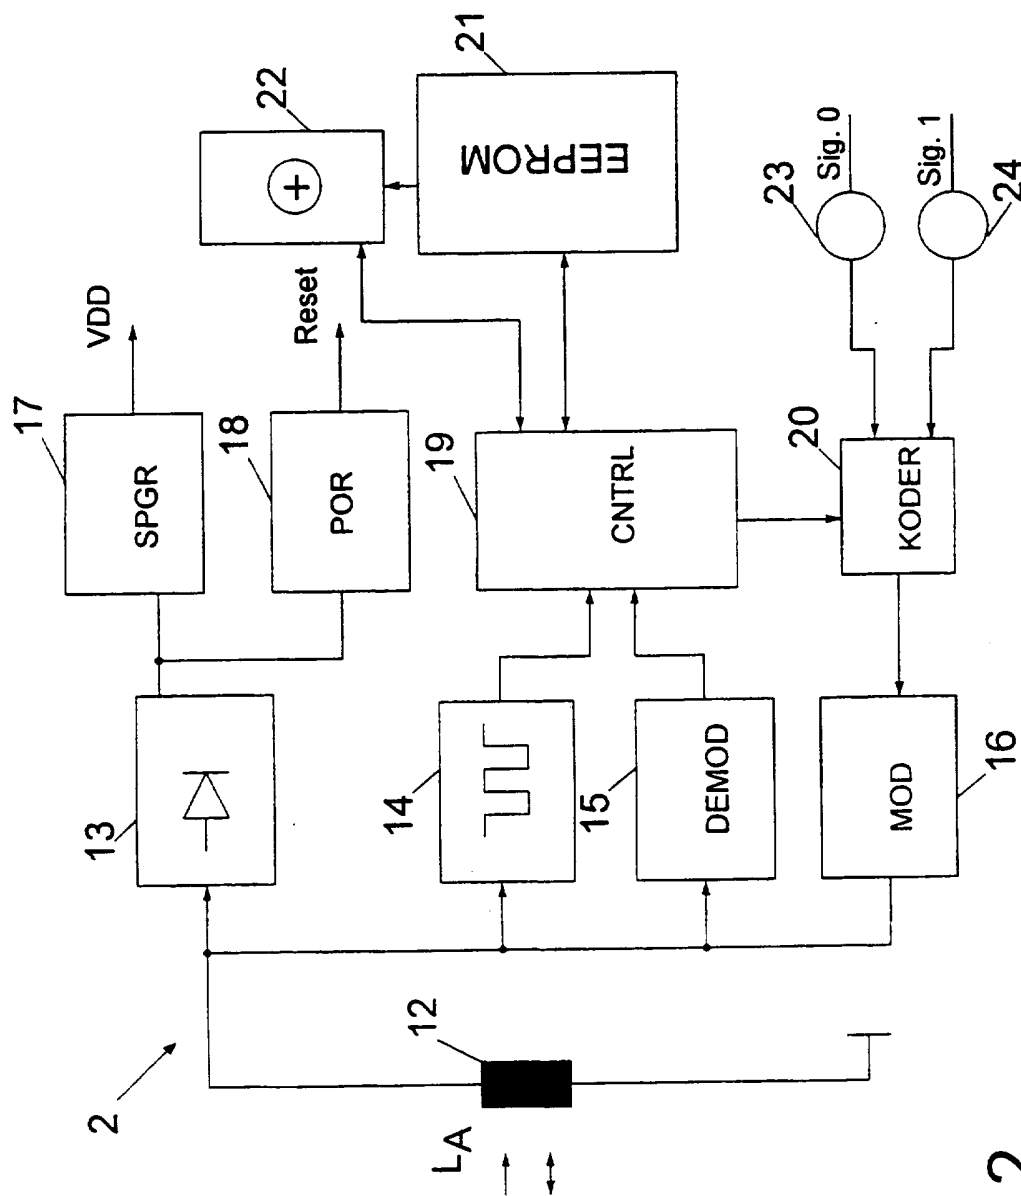 2
LA
12
13
14
15
16
MOD
DEMOD
17
SPGR
VDD
18
POR
Reset
19
CNTRL
20
KODER
21
EEPROM
22
+
23
Sig. 0
24
Sig. 1
2